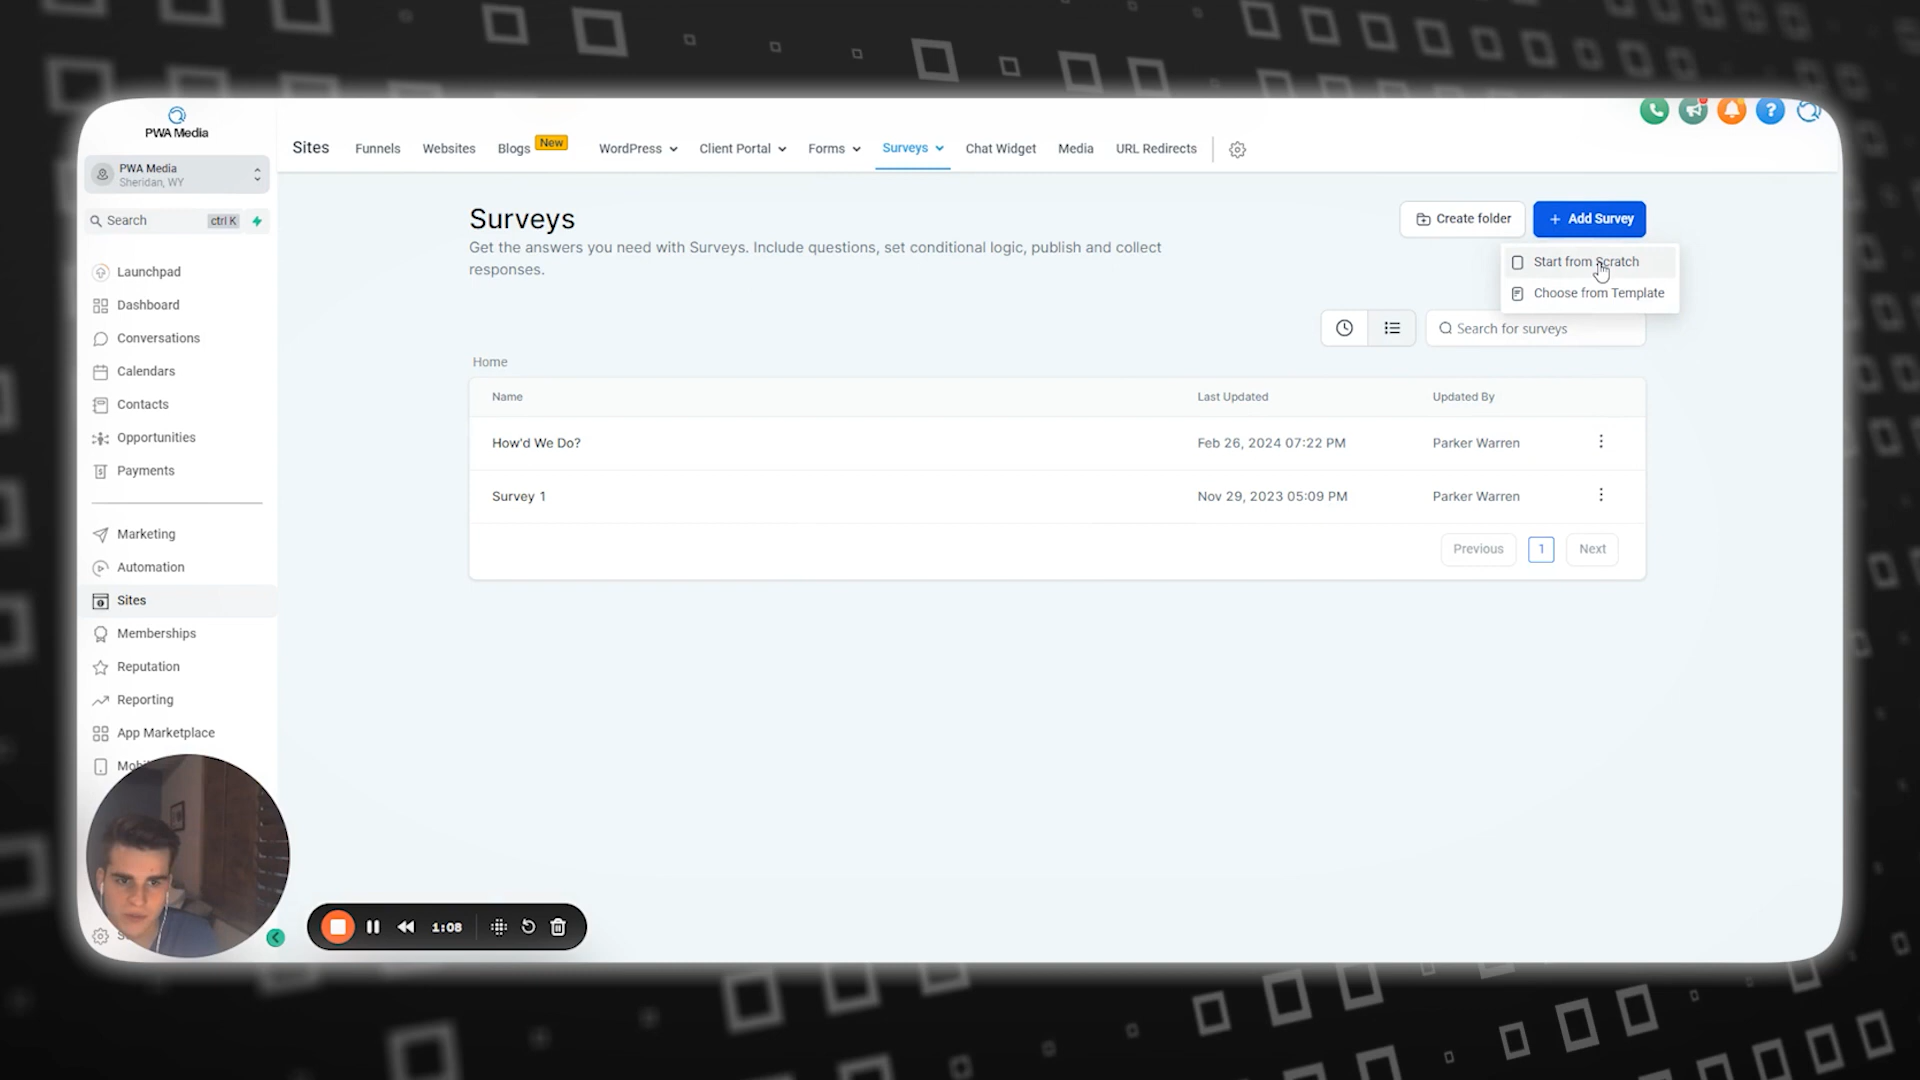 PWA Media
PWA Media
Sheridan, WY
Search
ctrl K
Launchpad
Dashboard
Conversations
Calendars
Contacts
Opportunities
Payments
Marketing
Automation
Sites
Memberships
Reputation
Reporting
App Marketplace
Sites
Funnels
Websites
Blogs
New
WordPress
Client Portal
Forms
Surveys
Chat Widget
Media
URL Redirects
Surveys
Get the answers you need with Surveys. Include questions, set conditional logic, publish and collect
responses.
Create folder
+ Add Survey
Start from Scratch
Choose from Template
Search for surveys
Home
Name
Last Updated
Updated By
How'd We Do?
Feb 26, 2024 07:22 PM
Parker Warren
Survey 1
Nov 29, 2023 05:09 PM
Parker Warren
Previous
1
Next
1:08